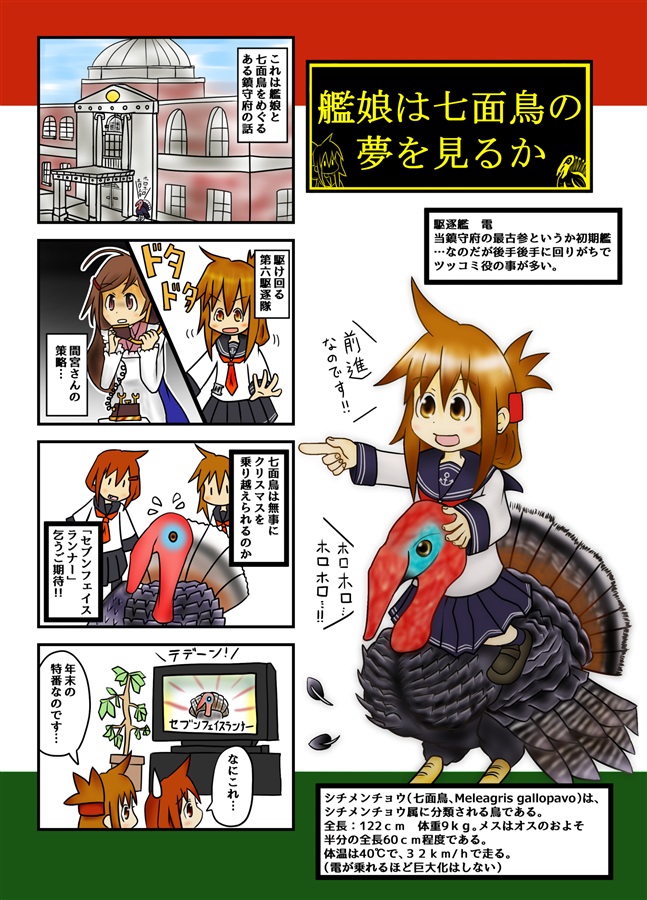 艦娘は七面鳥の
夢を見るか
駆逐艦　電
当鎮守府の最古参というか初期艦
…なのだが後手後手に回りがちで
ツッコミ役の事が多い。
これは艦娘と
七面鳥をめぐる
ある鎮守府の話
駆け回る
第六駆逐隊
ドタ
ドタ
間宮さんの
策略…
七面鳥は無事に
クリスマスを
乗り越えられるのか
「セブンフェイス
ランナー」
乞うご期待!!
テデーン!
セブンフェイスランナー
年末の
特番なのです…
なにこれ…
前進
なのです!!
ホロホロ…
ホロホロ…!!
シチメンチョウ(七面鳥、Meleagris gallopavo)は、
シチメンチョウ属に分類される鳥である。
全長：122ｃｍ　体重9ｋｇ。メスはオスのおよそ
半分の全長60ｃｍ程度である。
体温は40℃で、３２ｋｍ/ｈで走る。
(電が乗れるほど巨大化はしない)